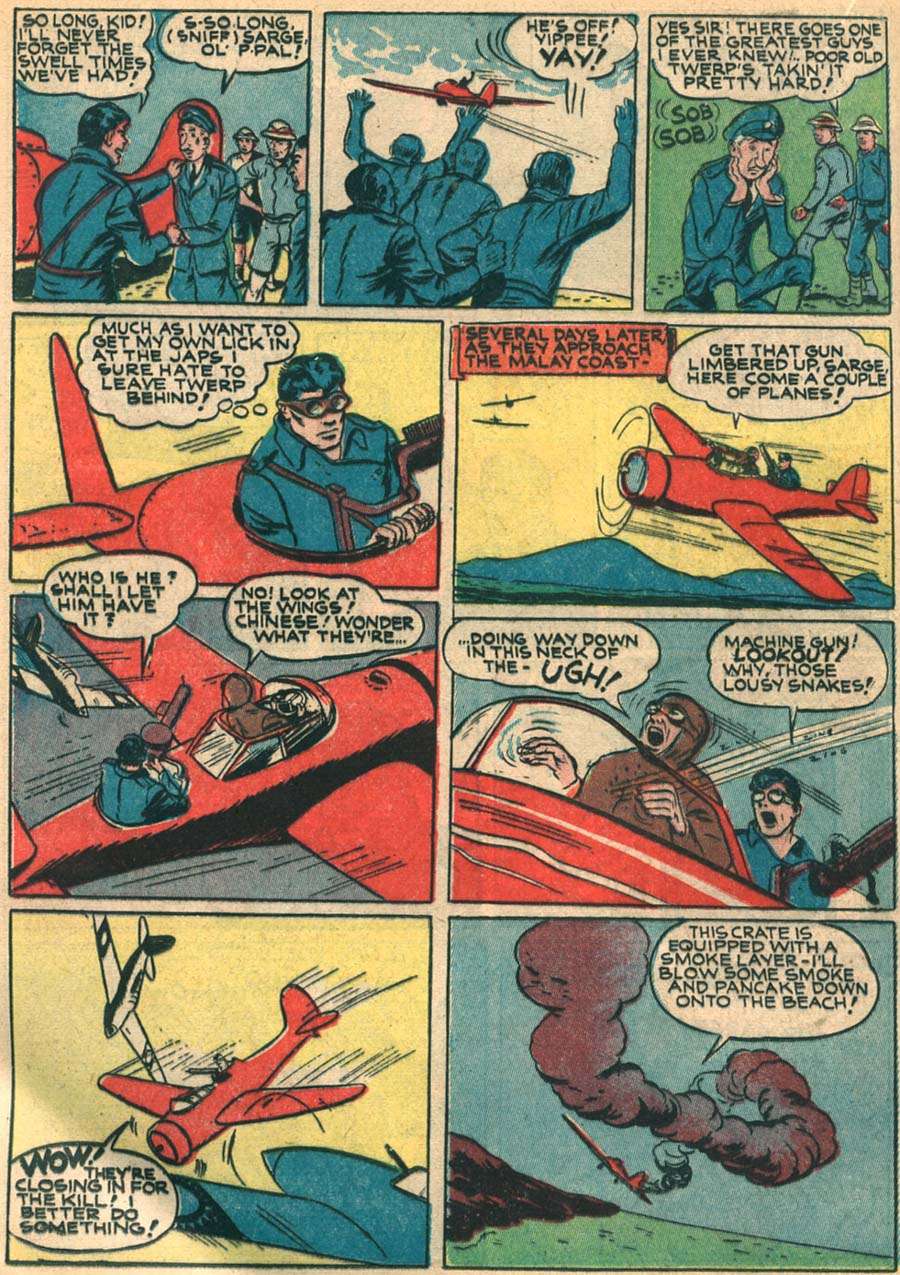 SO LONG, KID!
I'LL NEVER
FORGET THE
SWELL TIMES
WE'VE HAD!
S-SO LONG,
(SNIFF) SARGE,
OL' P-PAL!
HE'S OFF!
YIPPEE!
YAY!
YES SIR! THERE GOES ONE
OF THE GREATEST GUYS
I EVER KNEW... POOR OLD
TWERP'S TAKIN' IT
PRETTY HARD!
((SOB
(SOB))
MUCH AS I WANT TO
GET MY OWN LICK IN
AT THE JAPS I
SURE HATE TO
LEAVE TWERP
BEHIND!
SEVERAL DAYS LATER,
AS THEY APPROACH
THE MALAY COAST-
GET THAT GUN
LIMBERED UP, SARGE,
HERE COME A COUPLE
OF PLANES!
WHO IS HE?
SHALL I LET
HIM HAVE
IT?
NO! LOOK AT
THE WINGS!
CHINESE! WONDER
WHAT THEY'RE...
...DOING WAY DOWN
IN THIS NECK OF
THE- UGH!
MACHINE GUN!
LOOKOUT!
WHY, THOSE
LOUSY SNAKES!
ZING
ZING
WOW!
THEY'RE
CLOSING IN FOR
THE KILL! I
BETTER DO
SOMETHING!
THIS CRATE IS
EQUIPPED WITH A
SMOKE LAYER-I'LL
BLOW SOME SMOKE
AND PANCAKE DOWN
ONTO THE BEACH!